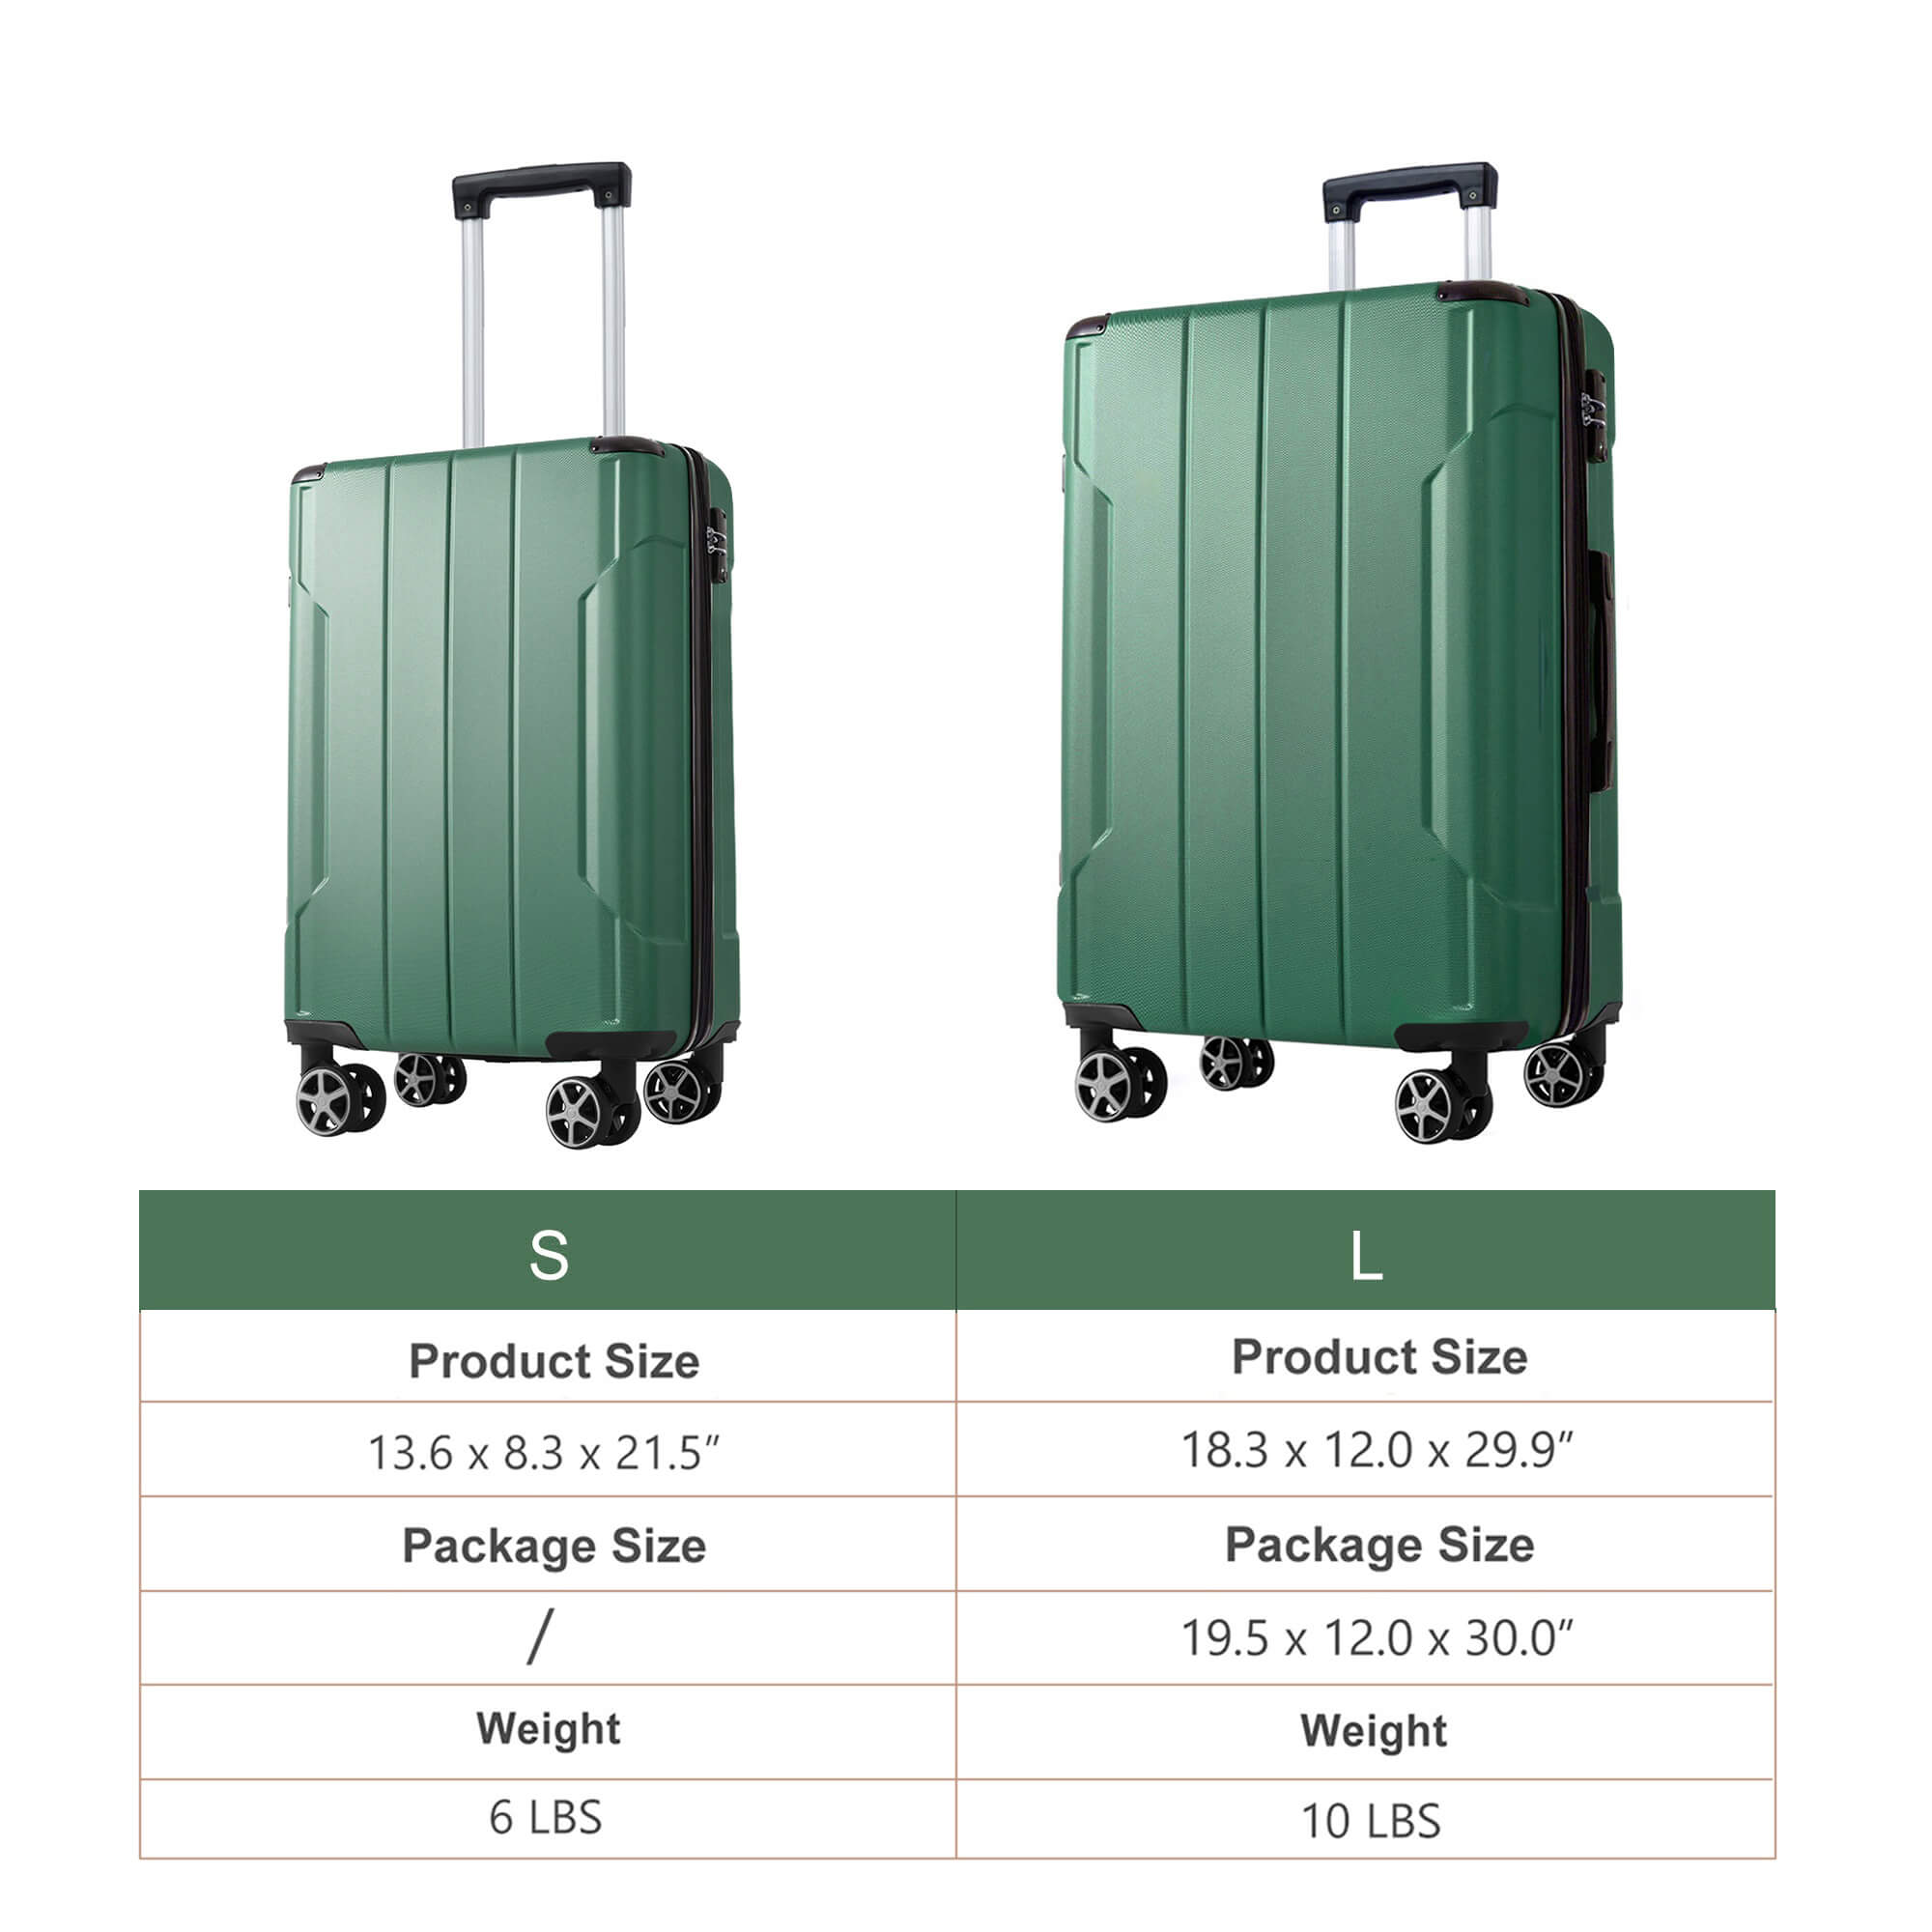 S
L
Product Size
Product Size
13.6 x 8.3 x 21.5″
18.3 x 12.0 x 29.9″
Package Size
Package Size
/
19.5 x 12.0 x 30.0″
Weight
Weight
6 LBS
10 LBS